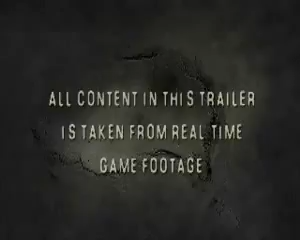 ALL CONTENT IN THIS TRAILER
IS TAKEN FROM REAL TIME
GAME FOOTAGE